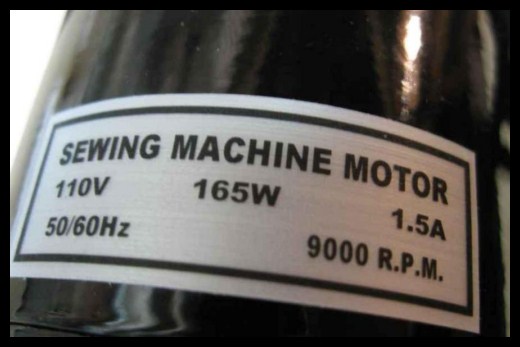 SEWING MACHINE MOTOR
110V 165W 1.5A
50/60Hz 9000 R.P.M.